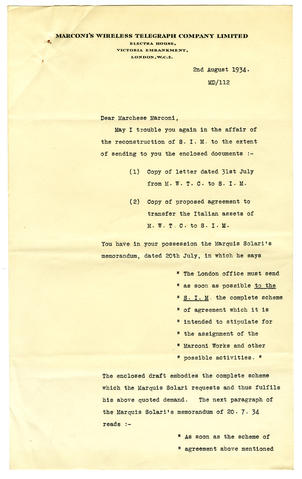 MARCONI'S WIRELESS TELEGRAPH COMPANY LIMITED
ELECTRA HOUSE,
VICTORIA EMBANKMENT,
LONDON, W.C.2.
2nd August 1934.
MD/112
Dear Marchese Marconi,
May I trouble you again in the affair of
the reconstruction of S. I. M. to the extent
of sending to you the enclosed documents :-
(1) Copy of letter dated 31st July
from M. W. T. C. to S. I. M.
(2) Copy of proposed agreement to
transfer the Italian assets of
M. W. T. C. to S. I. M.
You have in your possession the Marquis Solari's
memorandum, dated 20th July, in which he says
" The London office must send
" as soon as possible to the
" S. I. M. the complete scheme
" of agreement which it is
" intended to stipulate for
" the assignment of the
" Marconi Works and other
" possible activities. "
The enclosed draft embodies the complete scheme
which the Marquis Solari requests and thus fulfils
his above quoted demand. The next paragraph of
the Marquis Solari's memorandum of 20. 7. 34
reads :-
" As soon as the scheme of
" agreement above mentioned